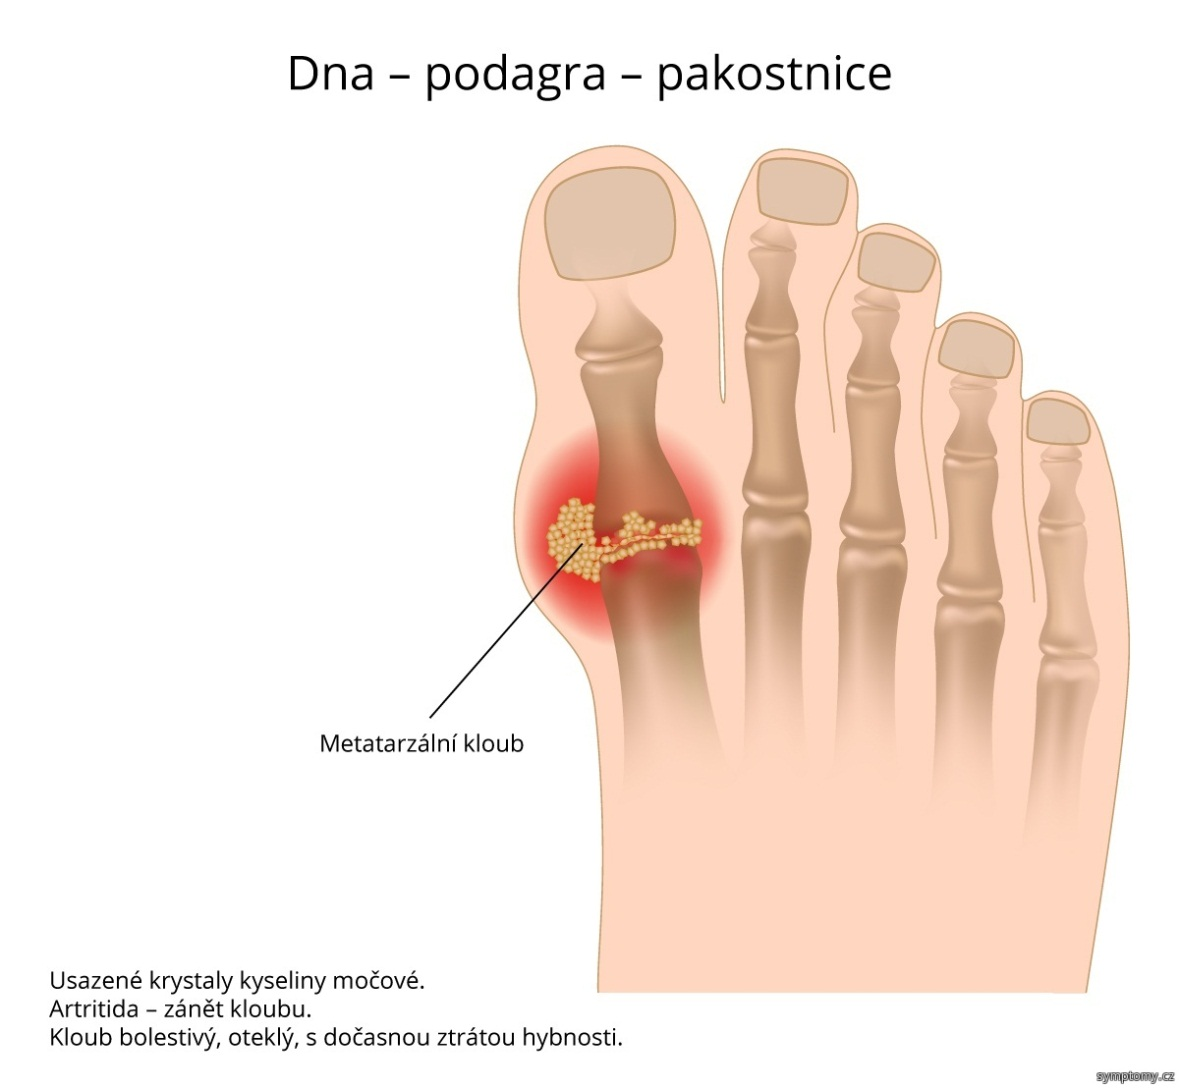 Dna – podagra – pakostnice
Metatarzální kloub
Usazené krystaly kyseliny močové.
Artritida – zánět kloubu.
Kloub bolestivý, oteklý, s dočasnou ztrátou hybnosti.
symptomy.cz